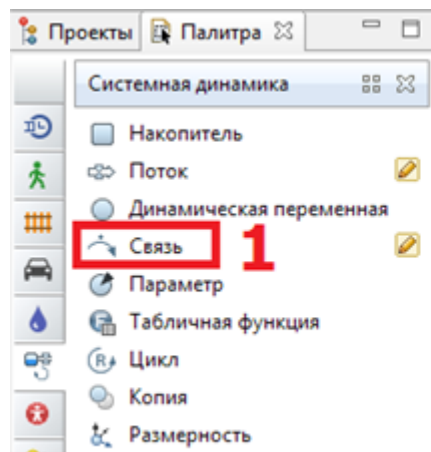 Проекты Палитра
Системная динамика
Накопитель
Поток
Динамическая переменная
Связь 1
Параметр
Табличная функция
R Цикл
Копия
Размерность